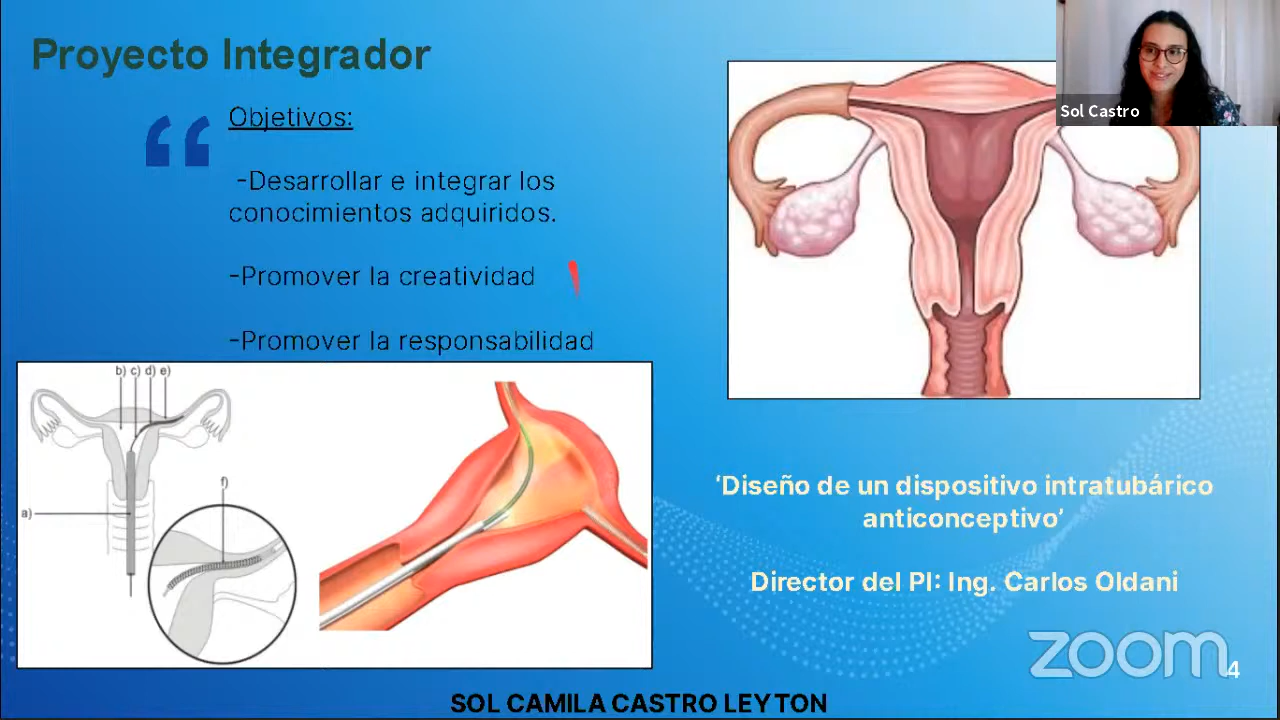 Proyecto Integrador
“
Objetivos:
-Desarrollar e integrar los
conocimientos adquiridos.
-Promover la creatividad
-Promover la responsabilidad
Sol Castro
b) c) d) e)
a)
f)
‘Diseño de un dispositivo intratubárico
anticonceptivo’
Director del PI: Ing. Carlos Oldani
zoom
4
SOL CAMILA CASTRO LEYTON